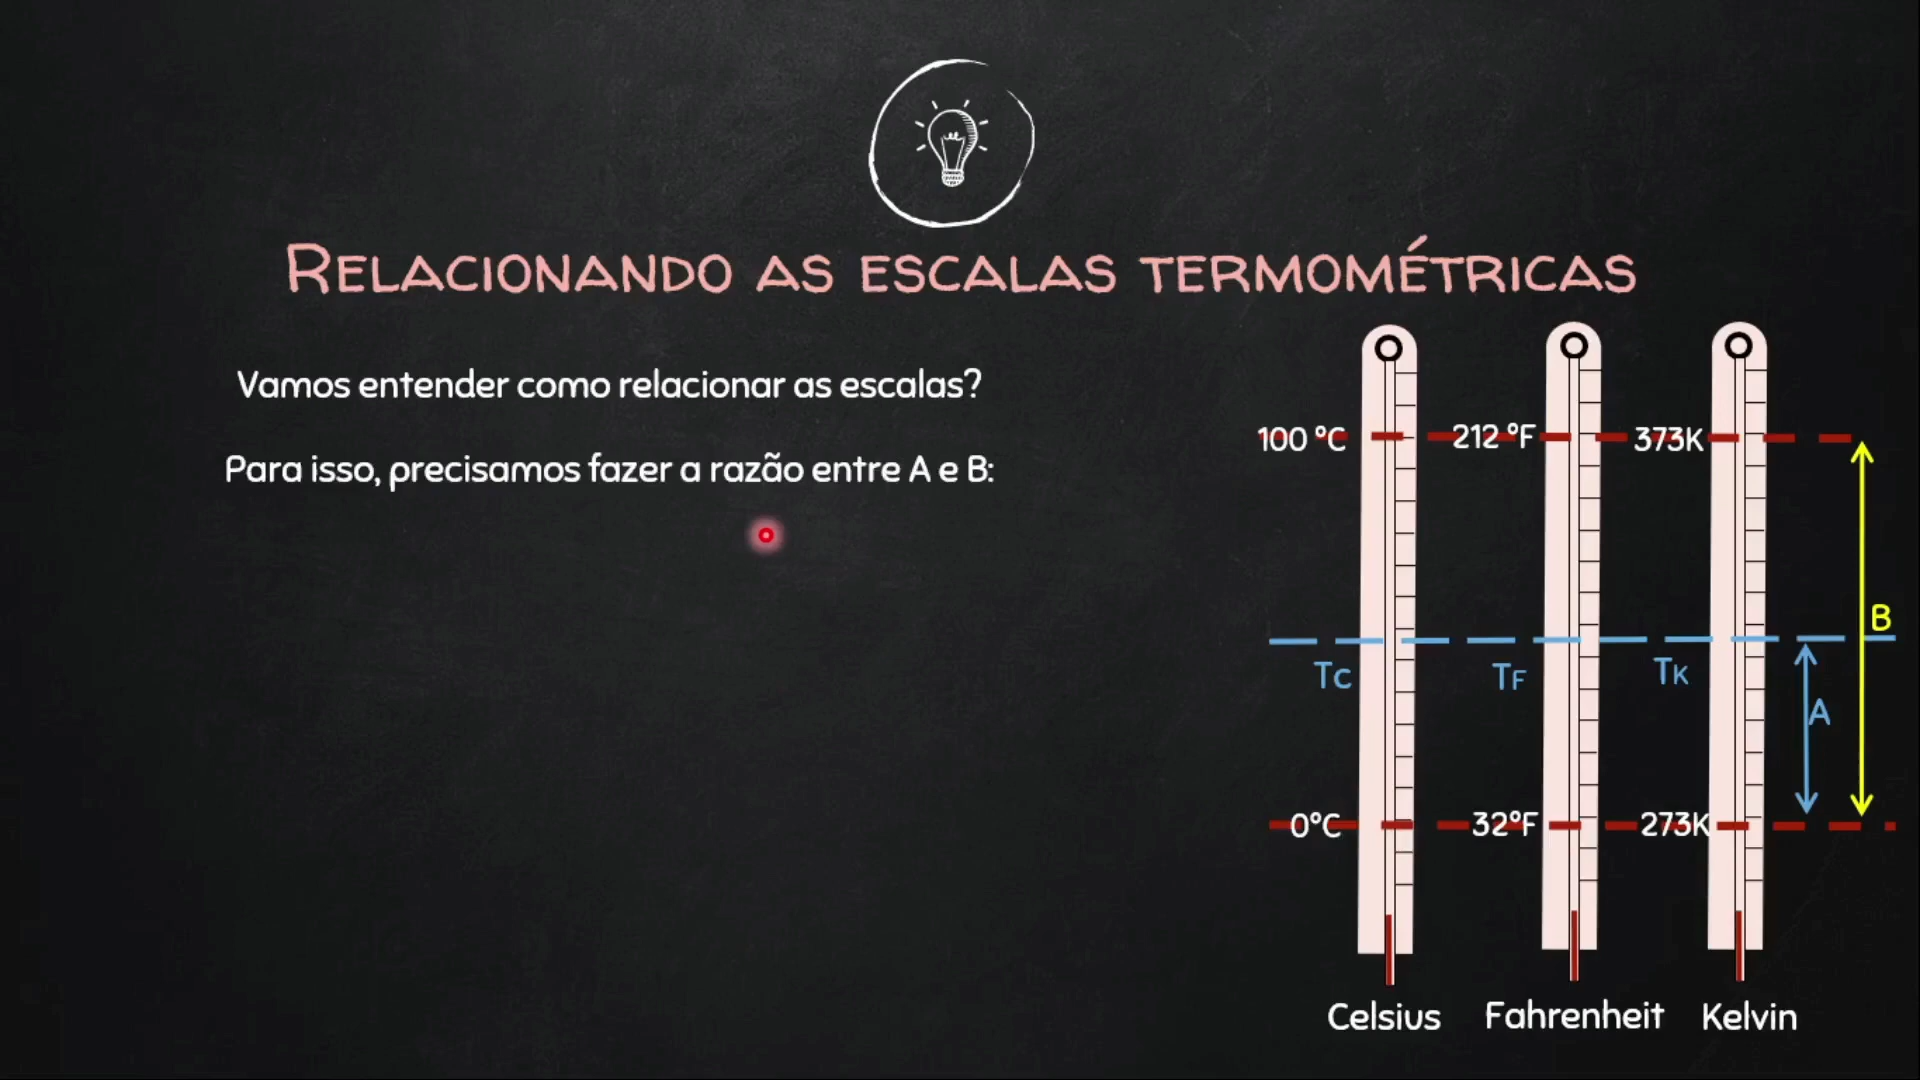 Relacionando as escalas termométricas
Vamos entender como relacionar as escalas?
Para isso, precisamos fazer a razão entre A e B:
100 °C 212 °F 373K
B
Tc TF TK
A
0°C 32°F 273K
Celsius Fahrenheit Kelvin